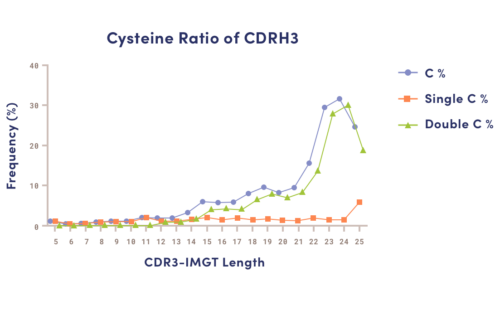 Cysteine Ratio of CDRH3
40
30
20
10
0
Frequency (%)
5 6 7 8 9 10 11 12 13 14 15 16 17 18 19 20 21 22 23 24 25
CDR3-IMGT Length
C %
Single C %
Double C %